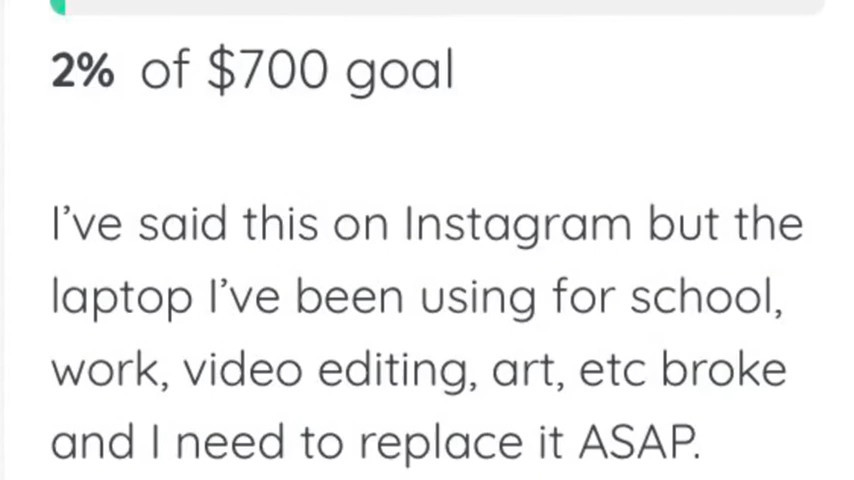 2% of $700 goal
I’ve said this on Instagram but the
laptop I’ve been using for school,
work, video editing, art, etc broke
and I need to replace it ASAP.